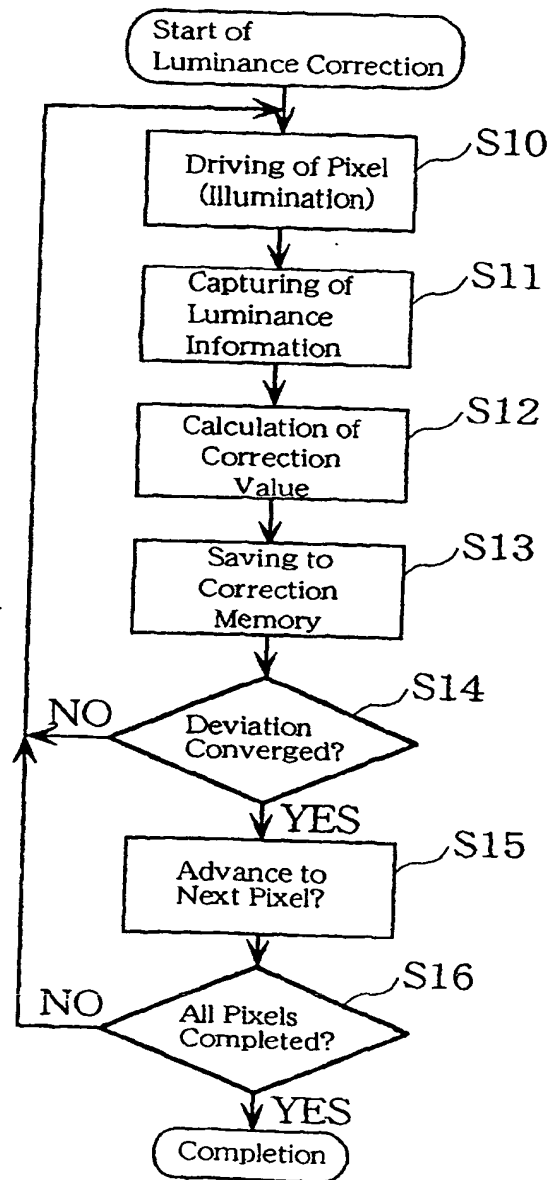 Start of
Luminance Correction
S10
Driving of Pixel
(Illumination)
S11
Capturing of
Luminance
Information
S12
Calculation of
Correction
Value
S13
Saving to
Correction
Memory
S14
NO
Deviation
Converged?
YES
S15
Advance to
Next Pixel?
S16
NO
All Pixels
Completed?
YES
Completion